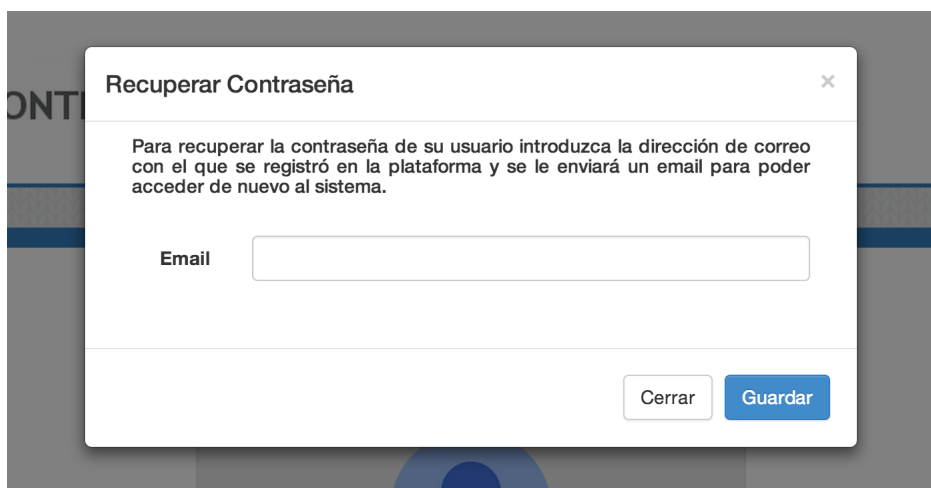 ONT
Recuperar Contraseña
×
Para recuperar la contraseña de su usuario introduzca la dirección de correo
con el que se registró en la plataforma y se le enviará un email para poder
acceder de nuevo al sistema.
Email
Cerrar
Guardar